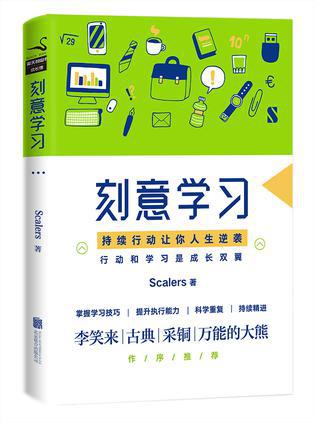 √29
10"
刻意学习
...
Scalers 著
刻意学习
持续行动让你人生逆袭
行动和学习是成长双翼
Scalers 著
掌握学习技巧 | 提升执行能力 | 科学重复 | 持续精进
李笑来 | 古典 | 采铜 | 万能的大熊
作 / 序 / 推 / 荐